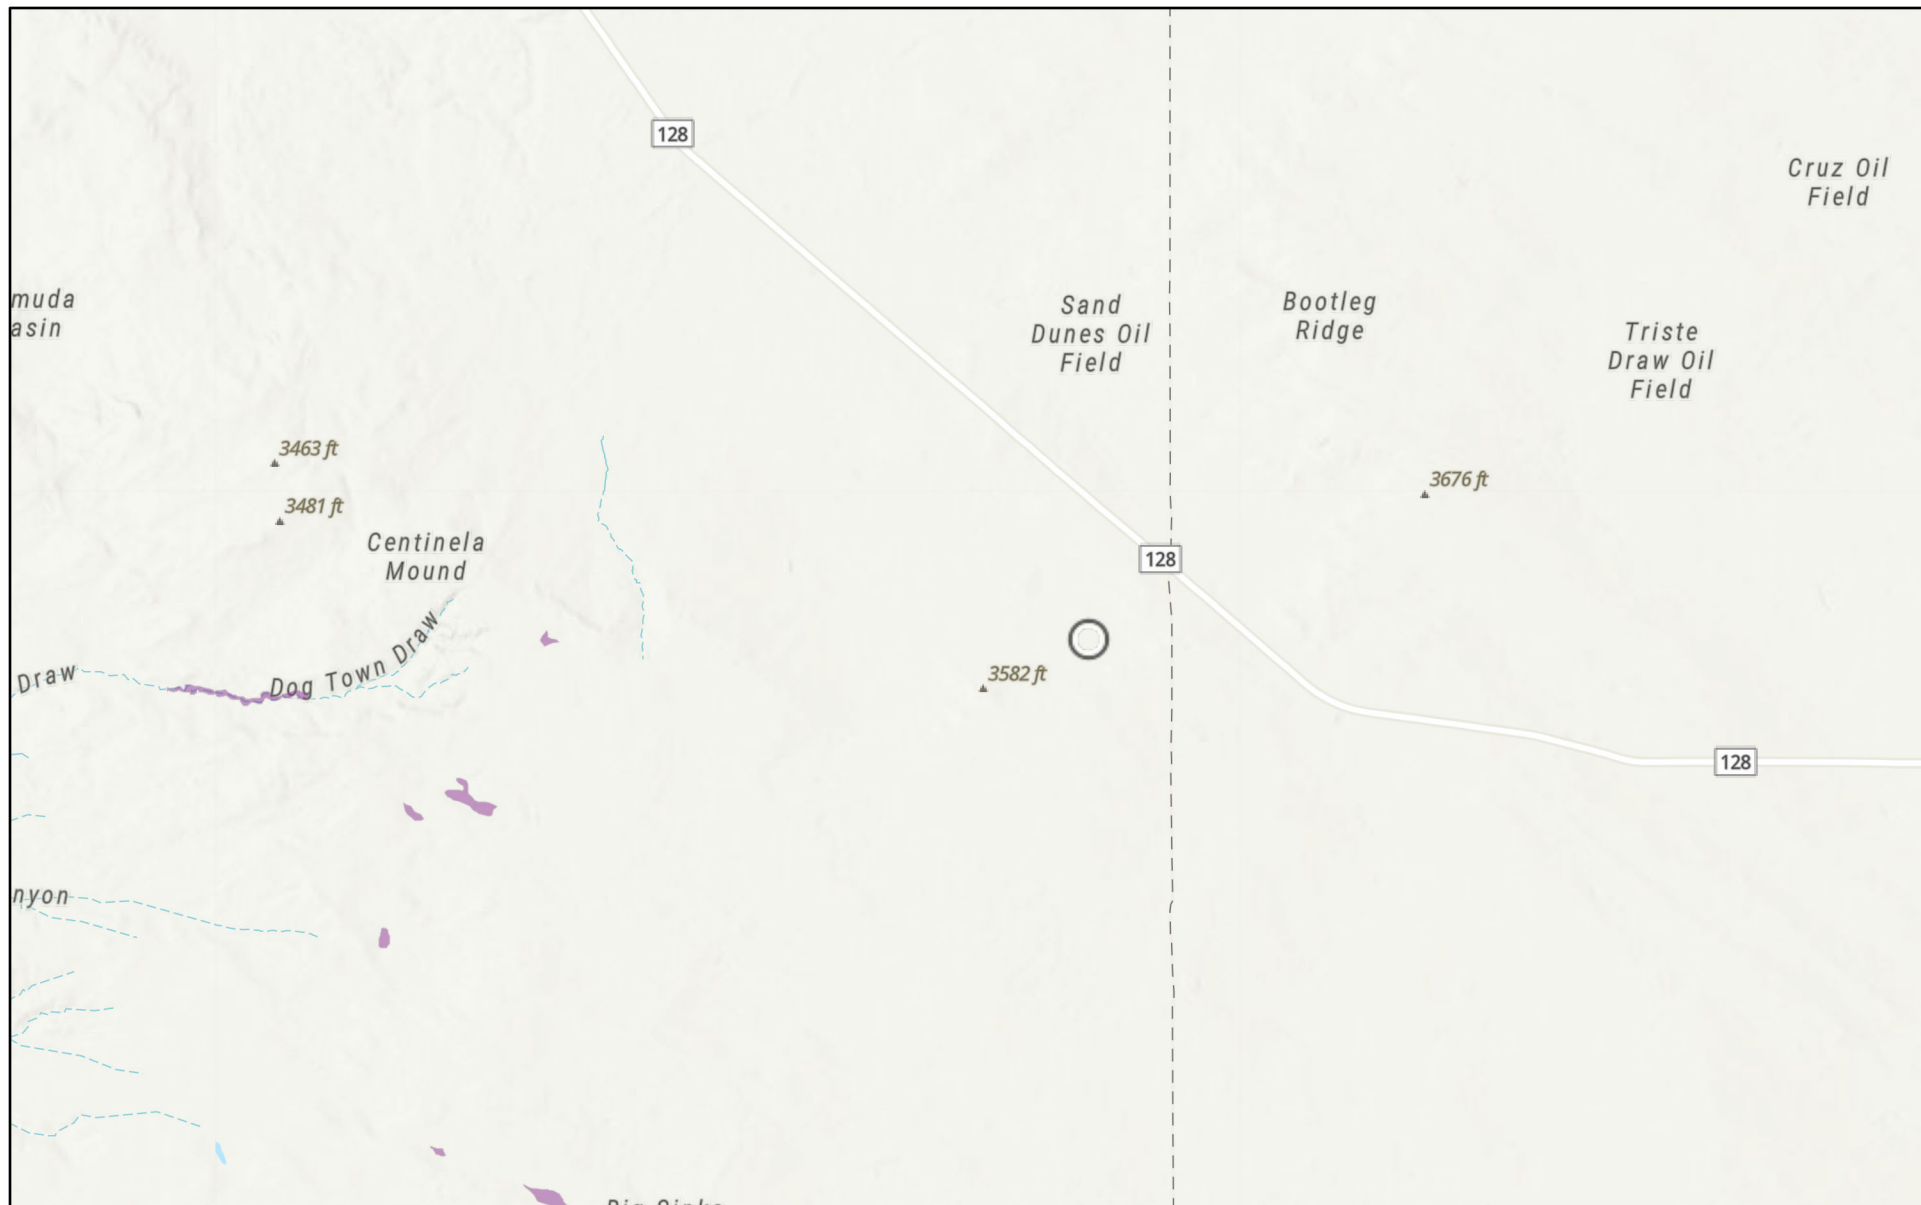 128
Cruz Oil
Field
muda
asin
Sand
Dunes Oil
Field
Bootleg
Ridge
Triste
Draw Oil
Field
3463 ft
3481 ft
3676 ft
Centinela
Mound
128
Draw
Dog Town Draw
3582 ft
128
nyon